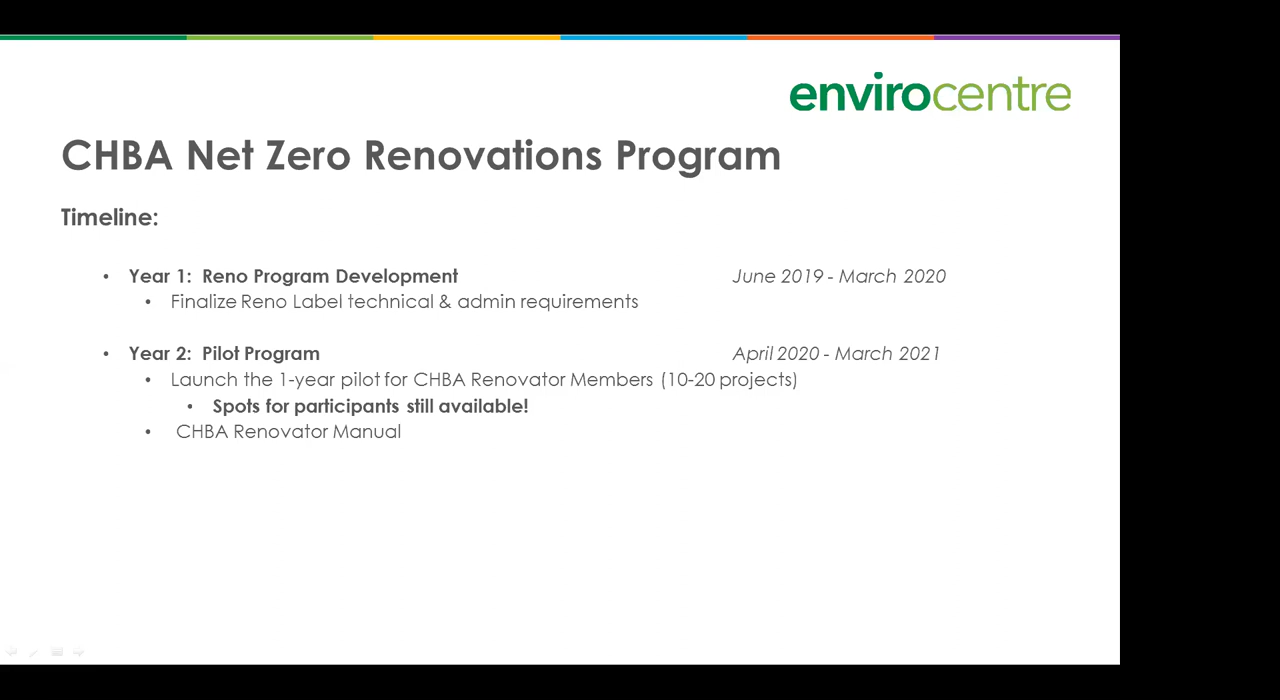 envirocentre
CHBA Net Zero Renovations Program
Timeline:
• Year 1: Reno Program Development June 2019 - March 2020
• Finalize Reno Label technical & admin requirements
• Year 2: Pilot Program April 2020 - March 2021
• Launch the 1-year pilot for CHBA Renovator Members (10-20 projects)
• Spots for participants still available!
• CHBA Renovator Manual